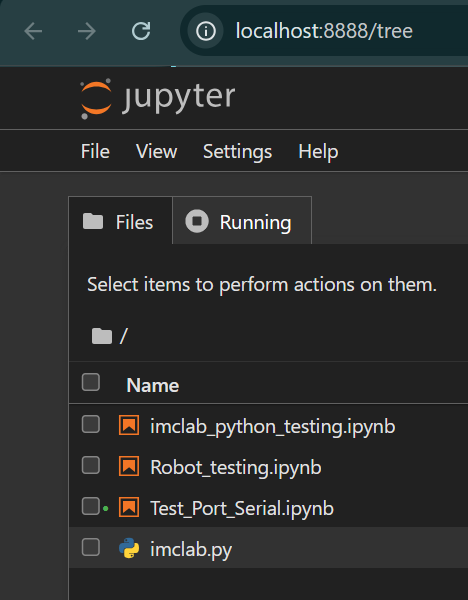 localhost:8888/tree
jupyter
File View Settings Help
Files Running
Select items to perform actions on them.
/
Name
imclab_python_testing.ipynb
Robot_testing.ipynb
Test_Port_Serial.ipynb
imclab.py